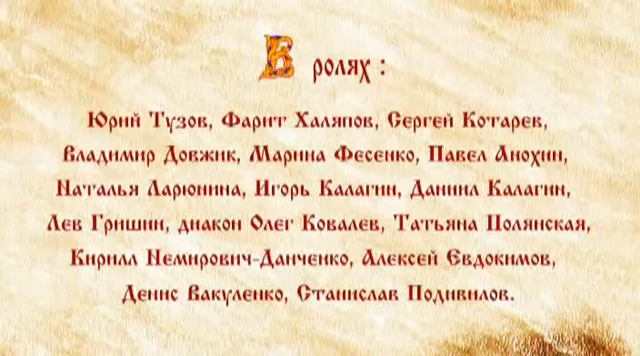 В ролях :
Юрий Тузов, Фарит Халяпов, Сергей Котарев,
Владимир Довжик, Марина Фесенко, Павел Анохин,
Наталья Ларюнина, Игорь Калагин, Даниил Калагин,
Лев Гришин, диакон Олег Ковалев, Татьяна Полянская,
Кирилл Немирович-Данченко, Алексей Евдокимов,
Денис Вакуленко, Станислав Подивилов.